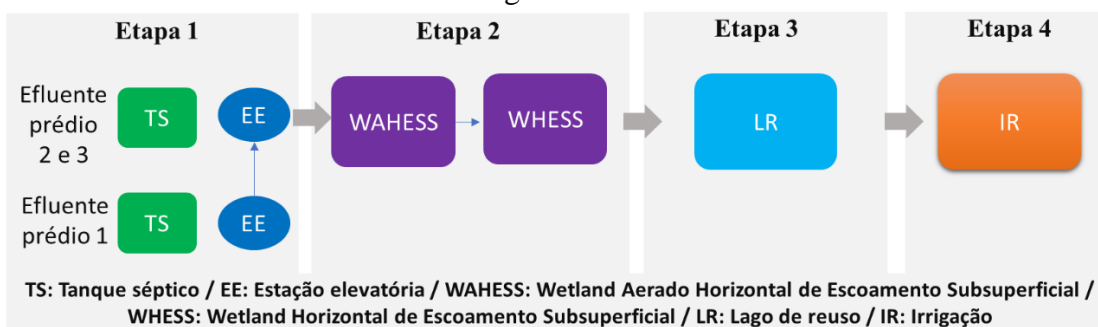 Etapa 1
Etapa 2
Etapa 3
Etapa 4
Efluente
prédio
2 e 3
TS
EE
WAHESS
WHESS
LR
IR
Efluente
prédio 1
TS
EE
TS: Tanque séptico / EE: Estação elevatória / WAHESS: Wetland Aerado Horizontal de Escoamento Subsuperficial /
WHESS: Wetland Horizontal de Escoamento Subsuperficial / LR: Lago de reuso / IR: Irrigação